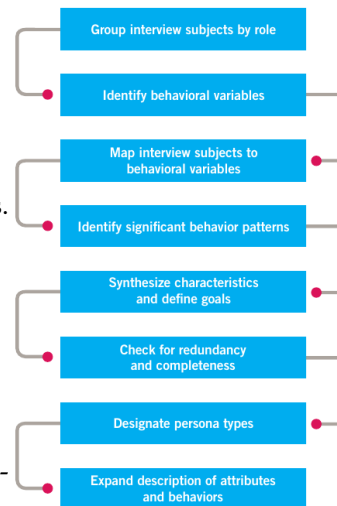 Group interview subjects by role
Identify behavioral variables
Map interview subjects to
behavioral variables
s.
Identify significant behavior patterns
Synthesize characteristics
and define goals
Check for redundancy
and completeness
Designate persona types
-
Expand description of attributes
and behaviors